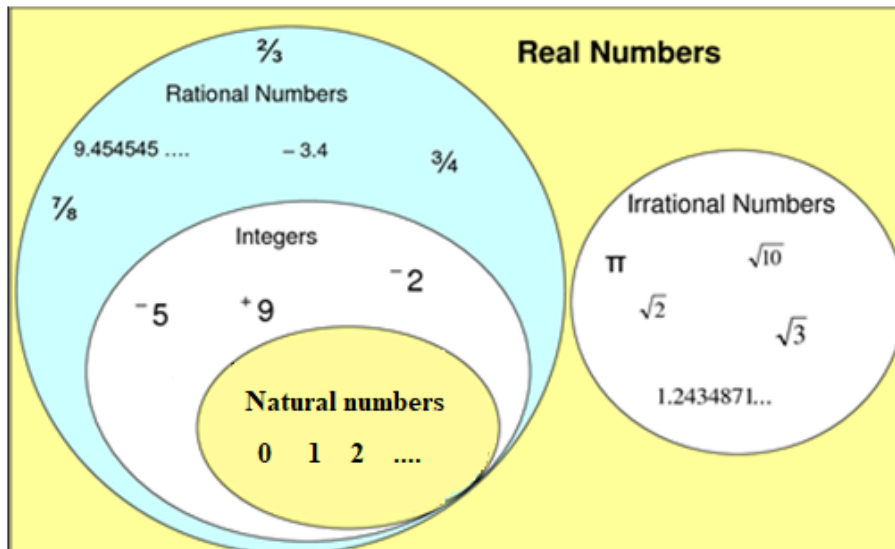 ⅔
Real Numbers
Rational Numbers
9.454545 ....
– 3.4
¾
⅞
Integers
⁻5
⁺9
⁻2
Natural numbers
0 1 2 ....
Irrational Numbers
π
√10
√2
√3
1.2434871...